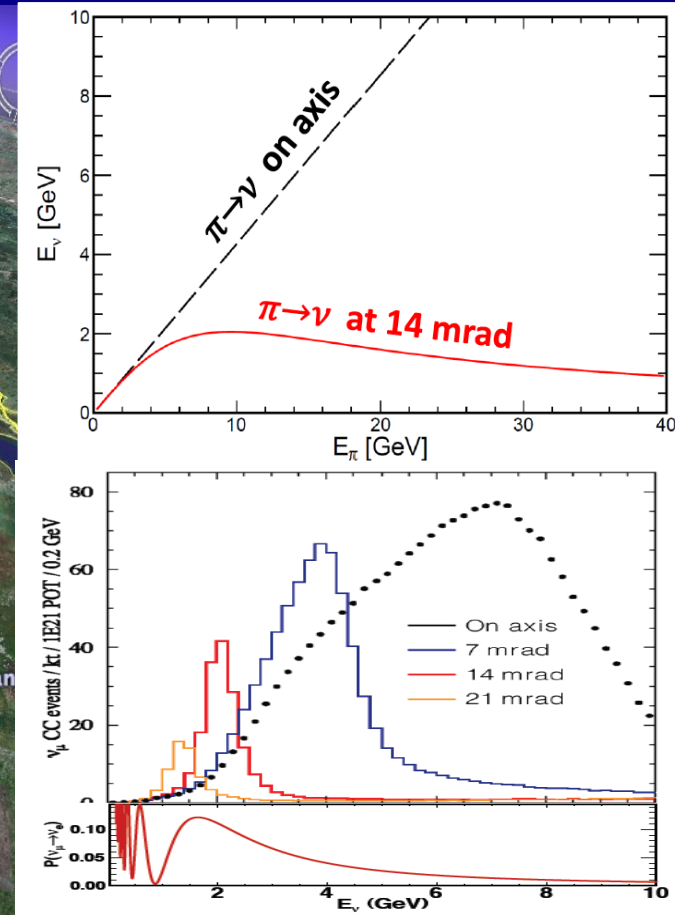 10
8
6
4
2
0
E_ν [GeV]
π→ν on axis
π→ν at 14 mrad
0 10 20 30 40
E_π [GeV]
80
60
40
20
0
ν_μ CC events / kt / 1E21 POT / 0.2 GeV
On axis
7 mrad
14 mrad
21 mrad
0.10
0.05
0.00
P(ν_μ→ν_e)
2 4 6 8 10
E_ν (GeV)